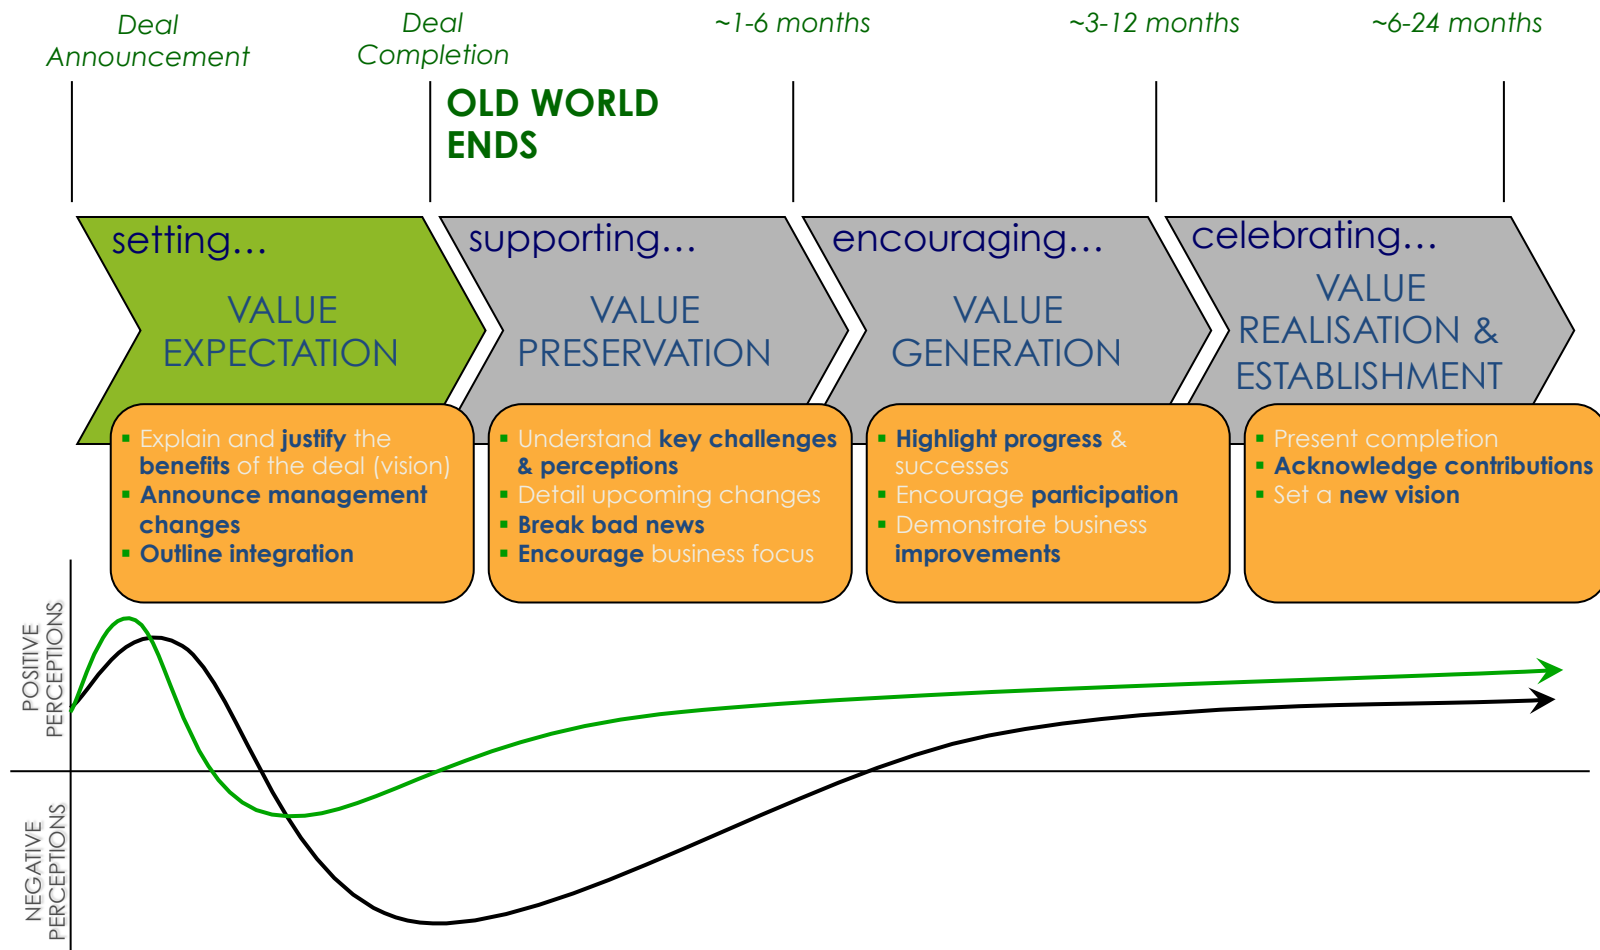 Deal
Announcement
Deal
Completion
~1-6 months
~3-12 months
~6-24 months
OLD WORLD
ENDS
setting…
VALUE
EXPECTATION
supporting…
VALUE
PRESERVATION
encouraging…
VALUE
GENERATION
celebrating…
VALUE
REALISATION &
ESTABLISHMENT
▪ Explain and justify the
benefits of the deal (vision)
▪ Announce management
changes
▪ Outline integration
▪ Understand key challenges
& perceptions
▪ Detail upcoming changes
▪ Break bad news
▪ Encourage business focus
▪ Highlight progress &
successes
▪ Encourage participation
▪ Demonstrate business
improvements
▪ Present completion
▪ Acknowledge contributions
▪ Set a new vision
POSITIVE
PERCEPTIONS
NEGATIVE
PERCEPTIONS